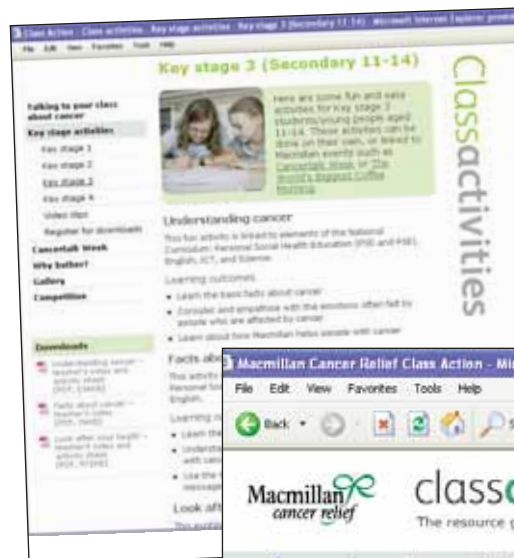 Class Action - Class activities - Key stage activities - Key stage 3 (Secondary 11-14) - Microsoft Internet Explorer
File Edit View Favorites Tools Help
Key stage 3 (Secondary 11-14)
Talking to your class
about cancer
Key stage activities
Key stage 1
Key stage 2
Key stage 3
Key stage 4
Video clips
Register for downloads
Cancertalk Week
Why bother?
Gallery
Competition
Downloads
Understanding cancer –
teacher's notes and
activity sheet
Facts about cancer –
teacher's notes
Look after your health –
teacher's notes and
activity sheets
Here are some fun and easy
activities for Key stage 3
students/young people aged
11-14. These activities can be
done on their own, or linked to
Macmillan events such as
Cancertalk Week or The
World's Biggest Coffee
Morning.
Classactivities
Understanding cancer
This fun activity is linked to elements of the National
Curriculum: Personal Social Health Education (PSE and PSE),
English, ICT, and Science.
Learning outcomes
• Learn the basic facts about cancer
• Consider and empathise with the emotions often felt by
people who are affected by cancer
• Learn about how Macmillan helps people with cancer
Facts abo
This activity
Personal So
English.
Learning
• Learn the
• Understa
with can
• Use the
message
Look aft
This
Macmillan Cancer Relief Class Action - Mi
File Edit View Favorites Tools Help
Back
S
Macmillan
cancer relief
class
The resource g